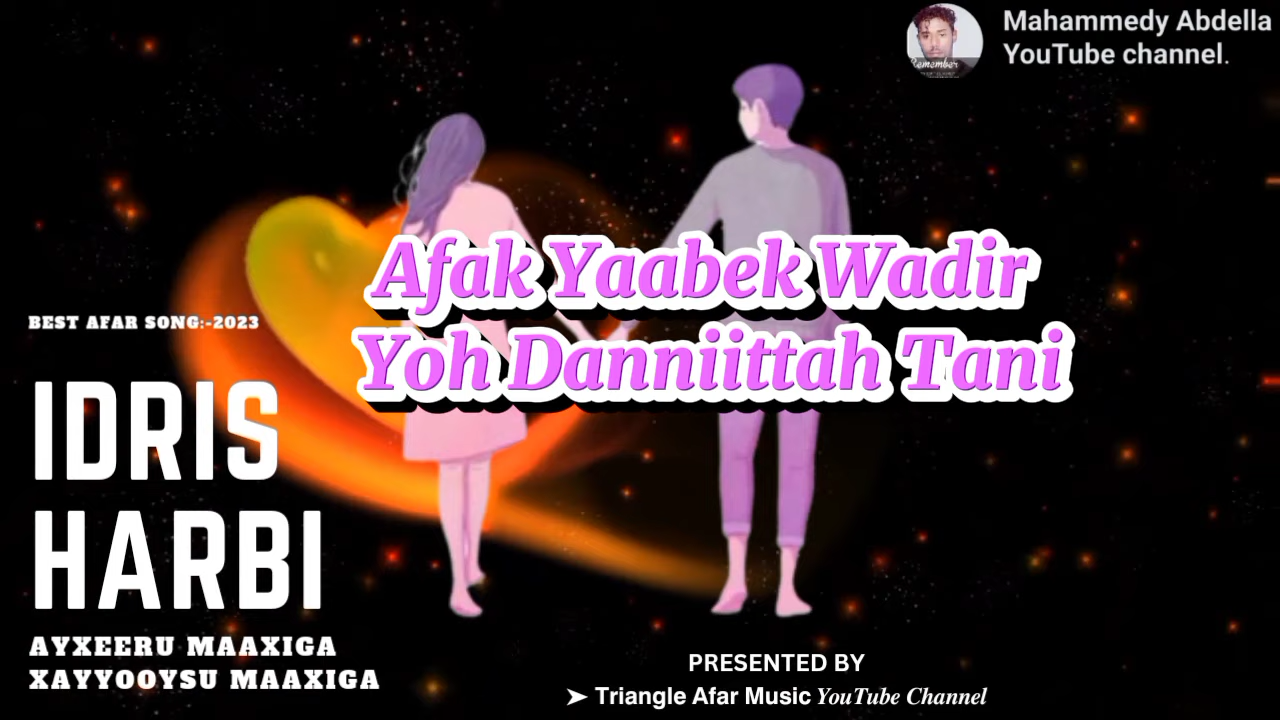 Mahammedy Abdella
YouTube channel.
Remember
Afak Yaabek Wadir
Yoh Danniittah Tani
BEST AFAR SONG:-2023
IDRIS
HARBI
AYXEERU MAAXIGA
XAYYOOYSU MAAXIGA
PRESENTED BY
➤ Triangle Afar Music YouTube Channel